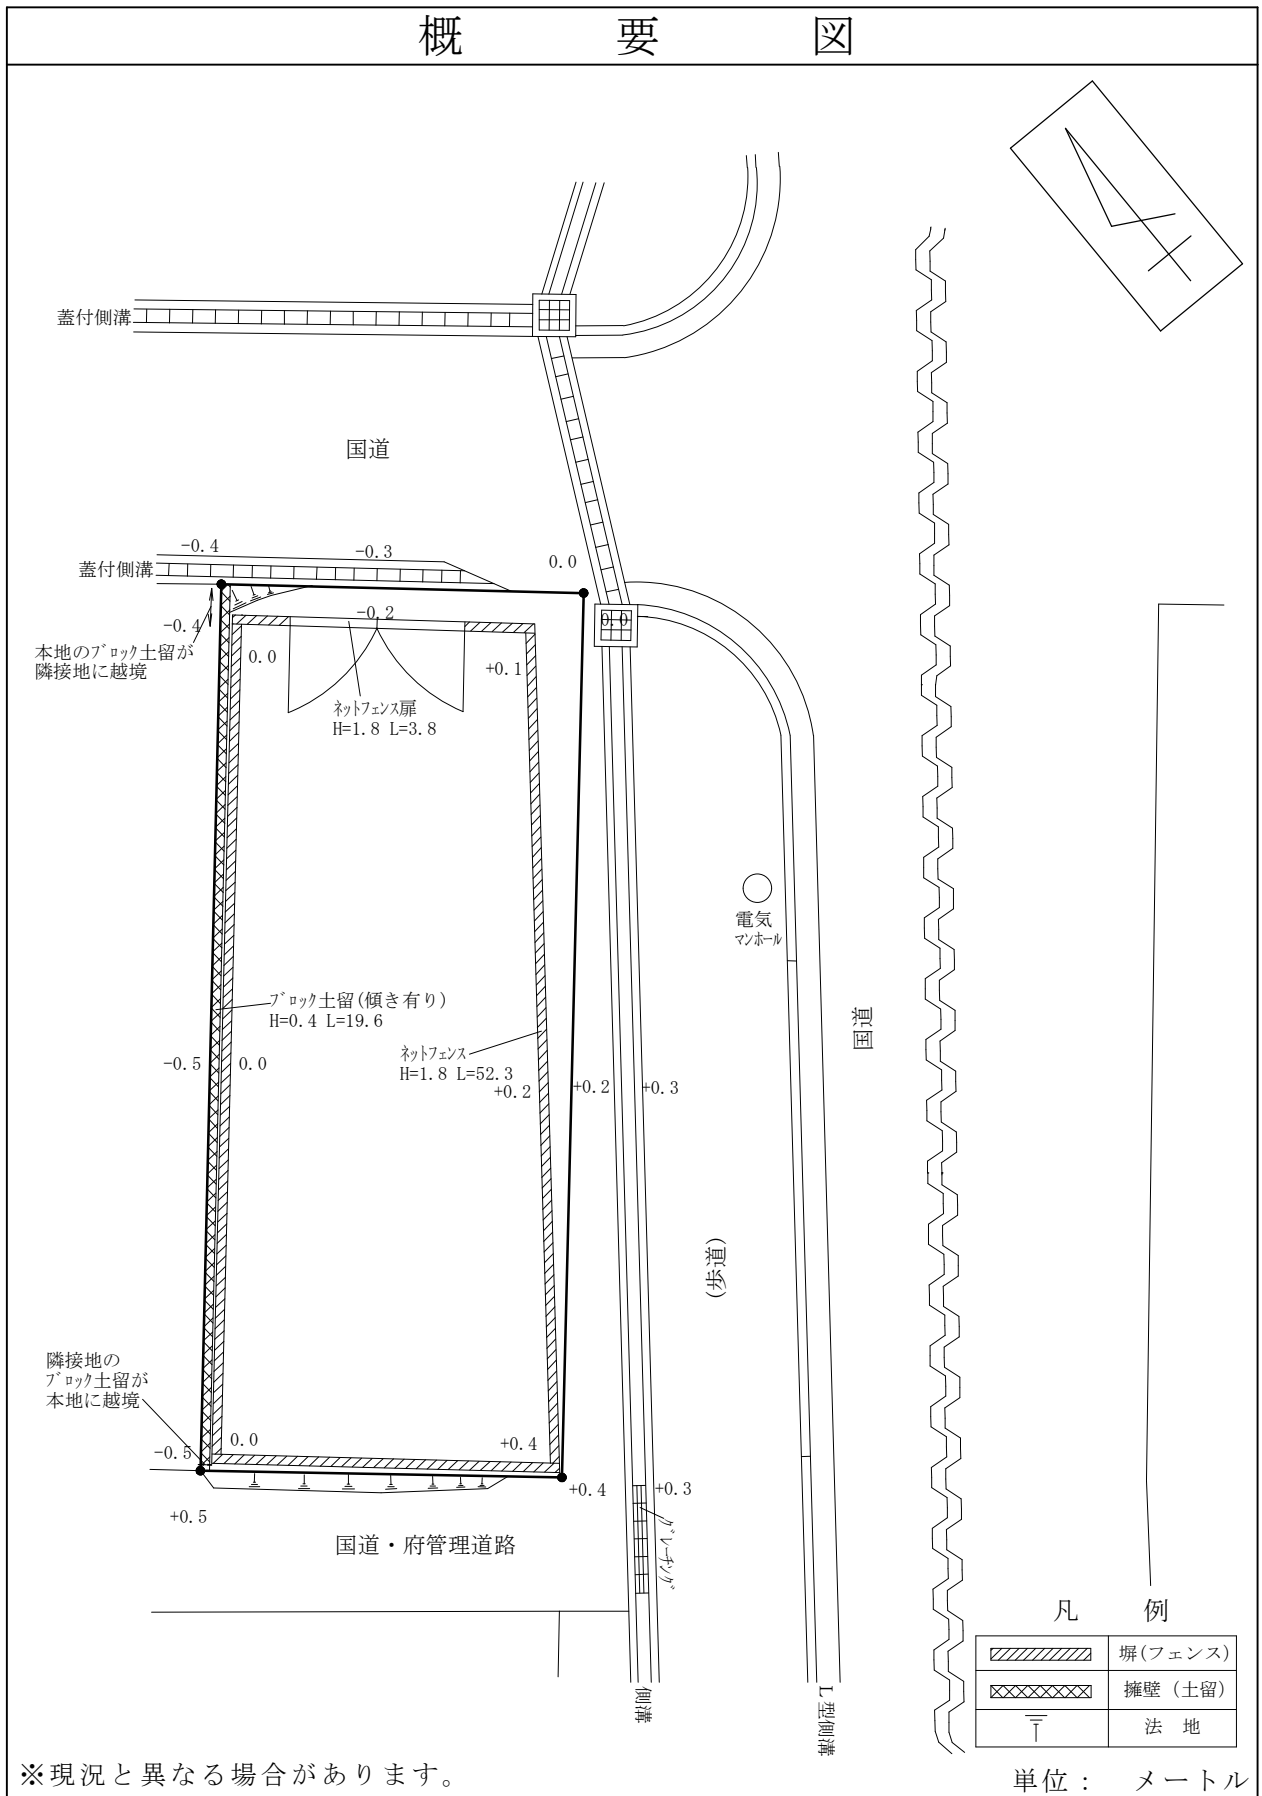 概要図
蓋付側溝
国道
-0.4
-0.3
0.0
蓋付側溝
-0.2
0.0
-0.4
本地のﾌﾞﾛｯｸ土留が
隣接地に越境
0.0
+0.1
ﾈｯﾄﾌｪﾝｽ扉
H=1.8 L=3.8
電気
ﾏﾝﾎｰﾙ
国道
ﾌﾞﾛｯｸ土留(傾き有り)
H=0.4 L=19.6
-0.5
0.0
ﾈｯﾄﾌｪﾝｽ
H=1.8 L=52.3
+0.2
+0.2
+0.3
(歩道)
隣接地の
ﾌﾞﾛｯｸ土留が
本地に越境
-0.5
0.0
+0.4
+0.4
+0.3
+0.5
国道・府管理道路
ｸﾞﾚｰﾁﾝｸﾞ
側溝
L型側溝
凡例
塀(フェンス)
擁壁（土留）
法地
※現況と異なる場合があります。
単位： メートル